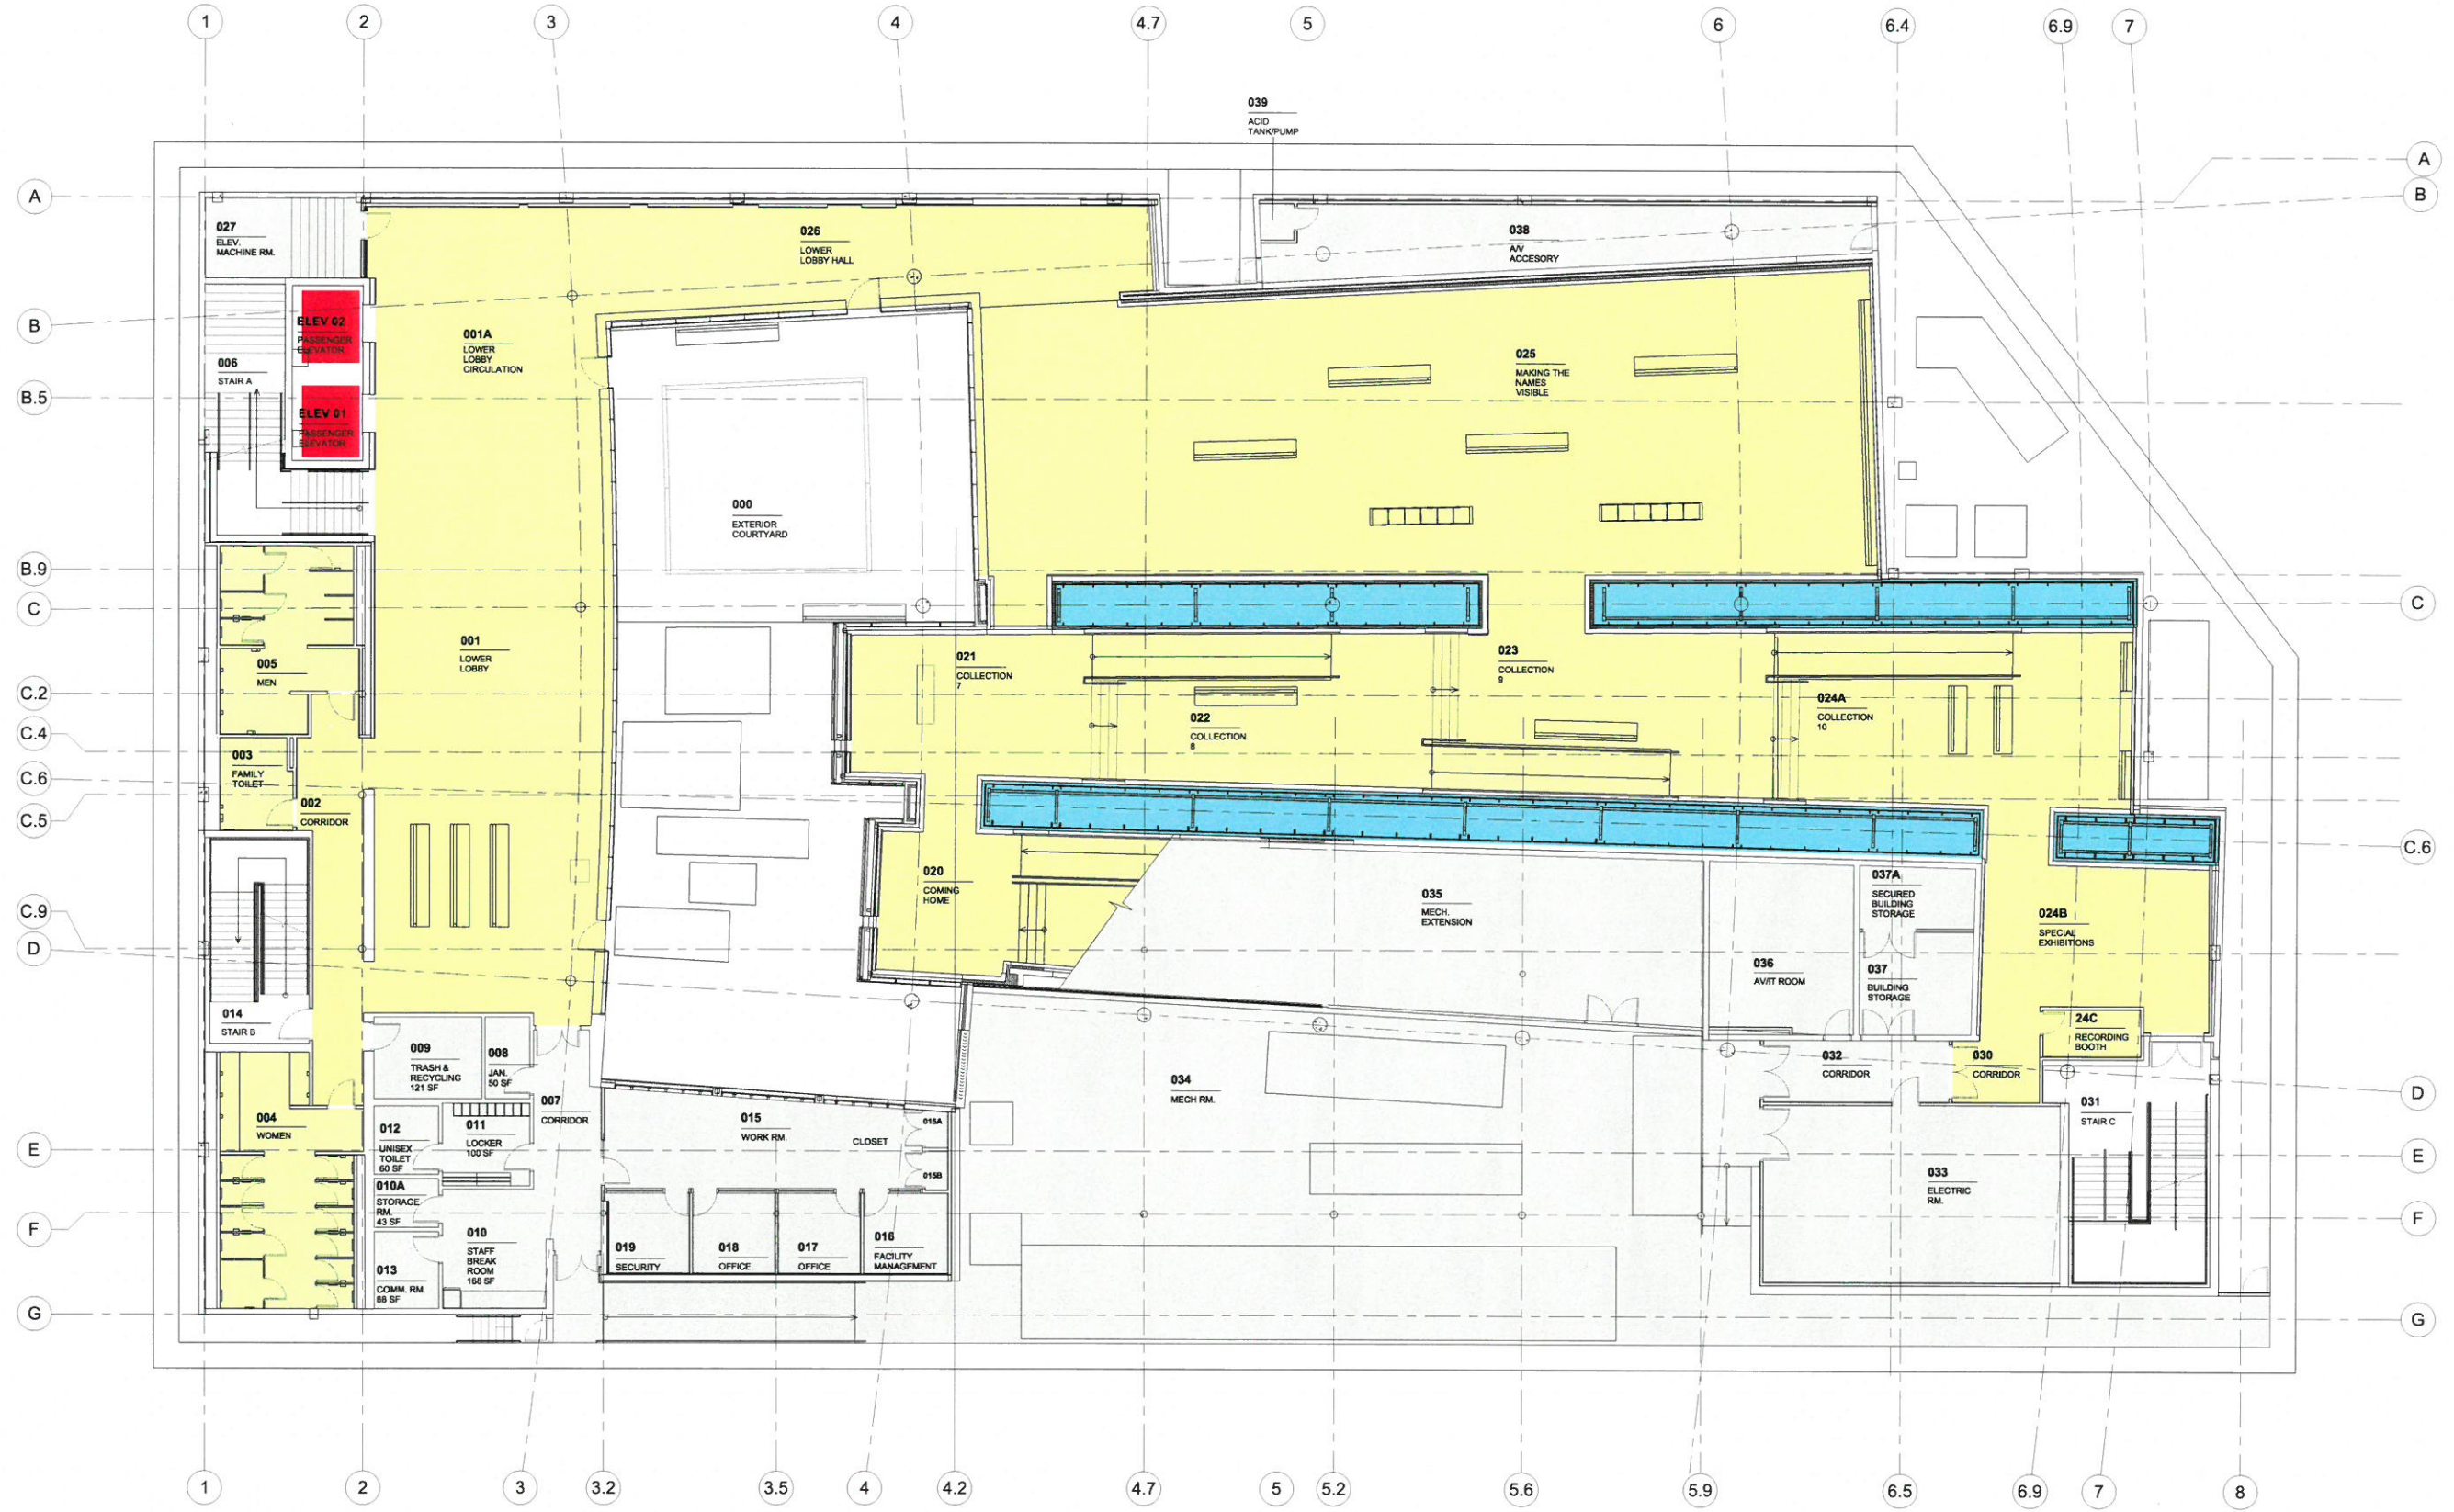 1
2
3
4
4.7
5
6
6.4
6.9
7
039
ACID
TANK/PUMP
A
A
B
B
B.5
B.9
C
C
C.2
C.4
C.6
C.5
C.6
C.9
D
D
E
E
F
F
G
G
027
ELEV.
MACHINE RM.
026
LOWER
LOBBY HALL
038
A/V
ACCESORY
ELEV 02
PASSENGER
ELEVATOR
001A
LOWER
LOBBY
CIRCULATION
006
STAIR A
025
MAKING THE
NAMES
VISIBLE
ELEV 01
PASSENGER
ELEVATOR
000
EXTERIOR
COURTYARD
001
LOWER
LOBBY
005
MEN
021
COLLECTION
7
023
COLLECTION
9
022
COLLECTION
8
024A
COLLECTION
10
003
FAMILY
TOILET
002
CORRIDOR
020
COMING
HOME
035
MECH.
EXTENSION
037A
SECURED
BUILDING
STORAGE
024B
SPECIAL
EXHIBITIONS
036
AV/IT ROOM
037
BUILDING
STORAGE
014
STAIR B
24C
RECORDING
BOOTH
009
TRASH &
RECYCLING
121 SF
008
JAN.
50 SF
007
CORRIDOR
034
MECH RM.
032
CORRIDOR
030
CORRIDOR
031
STAIR C
004
WOMEN
012
UNISEX
TOILET
60 SF
011
LOCKER
100 SF
015
WORK RM.
CLOSET
015A
015B
010A
STORAGE
RM.
43 SF
033
ELECTRIC
RM.
010
STAFF
BREAK
ROOM
168 SF
013
COMM. RM.
68 SF
019
SECURITY
018
OFFICE
017
OFFICE
016
FACILITY
MANAGEMENT
1
2
3
3.2
3.5
4
4.2
4.7
5
5.2
5.6
5.9
6.5
6.9
7
8